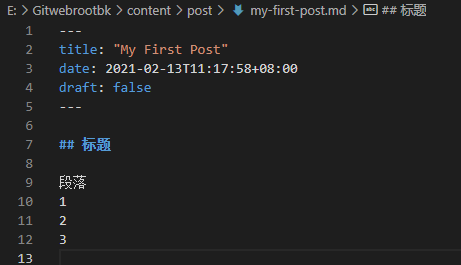 E: > Gitwebrootbk > content > post > my-first-post.md > abc ## 标题
1 ---
2 title: "My First Post"
3 date: 2021-02-13T11:17:58+08:00
4 draft: false
5 ---
6
7 ## 标题
8
9 段落
10 1
11 2
12 3
13